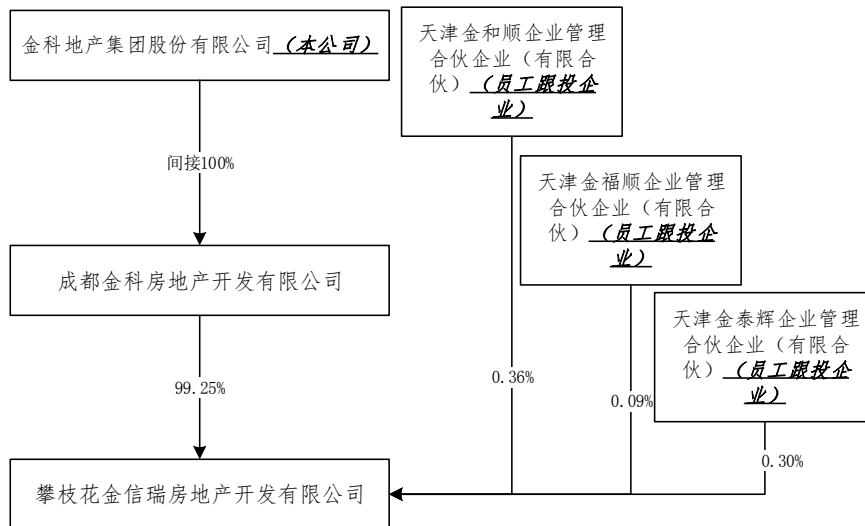 金科地产集团股份有限公司（本公司）
天津金和顺企业管理
合伙企业（有限合
伙）（员工跟投企
业）
间接100%
天津金福顺企业管理
合伙企业（有限合
伙）（员工跟投企
业）
成都金科房地产开发有限公司
天津金泰辉企业管理
合伙企业（有限合
伙）（员工跟投企
业）
99.25%
0.36%
0.09%
0.30%
攀枝花金信瑞房地产开发有限公司